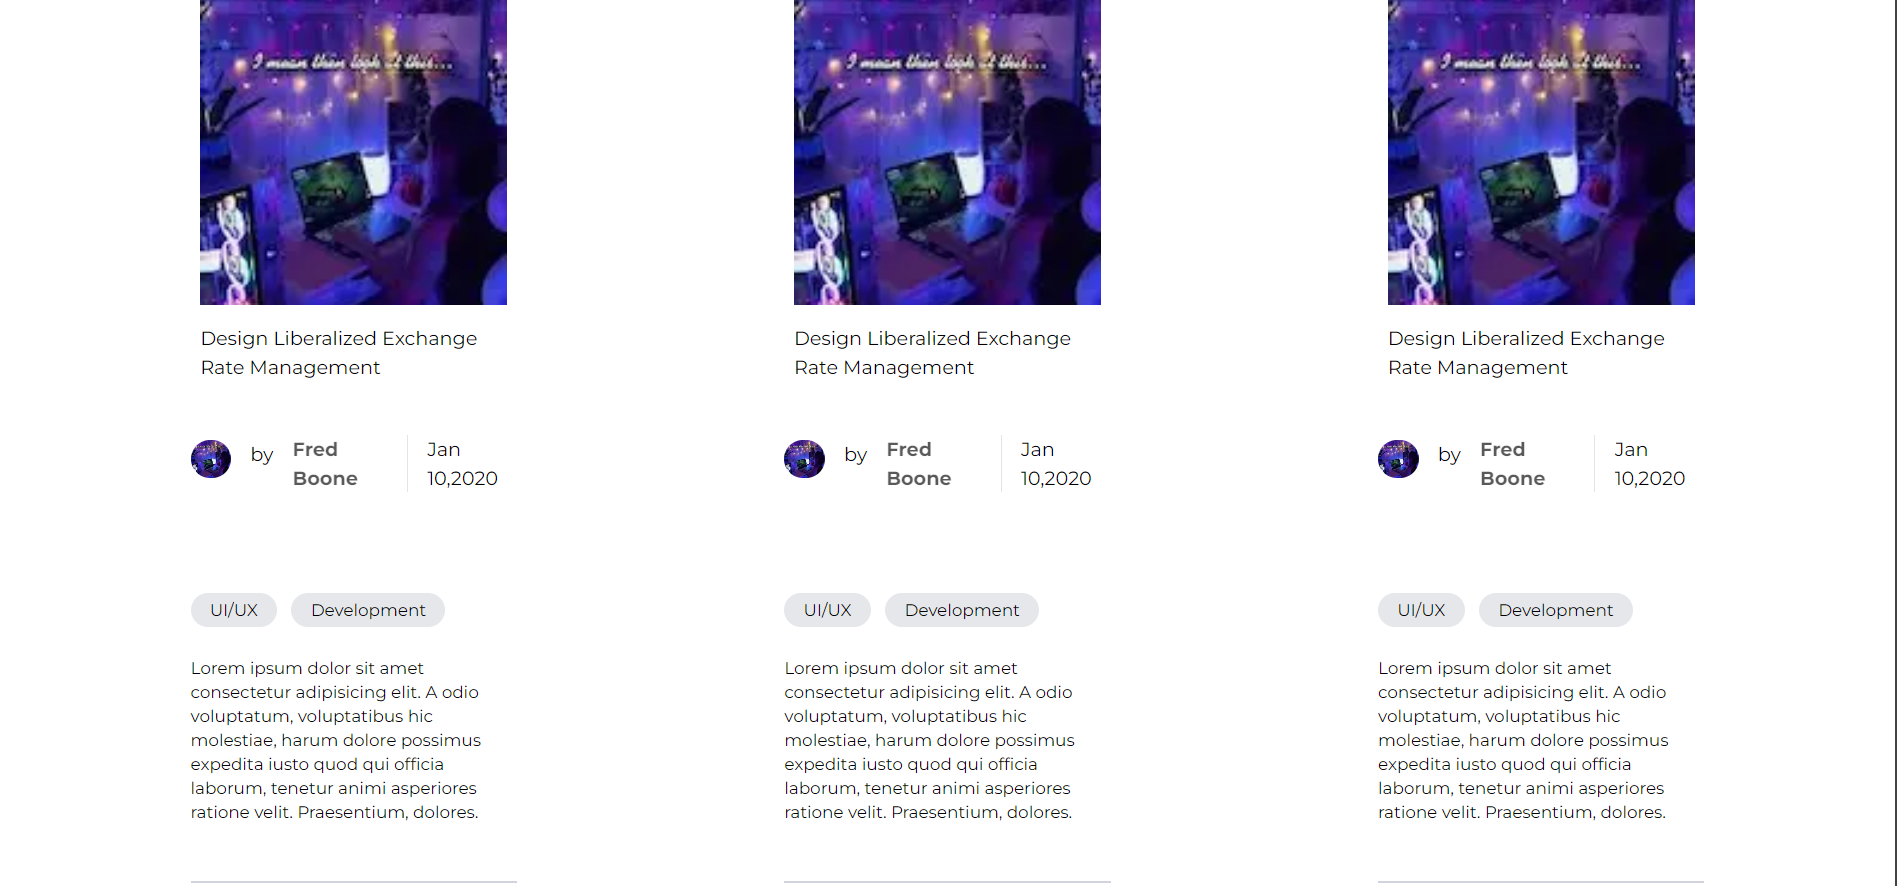 I mean then look at this...
I mean then look at this...
I mean then look at this...
Design Liberalized Exchange
Rate Management
Design Liberalized Exchange
Rate Management
Design Liberalized Exchange
Rate Management
by Fred Boone Jan 10,2020
by Fred Boone Jan 10,2020
by Fred Boone Jan 10,2020
UI/UX Development
UI/UX Development
UI/UX Development
Lorem ipsum dolor sit amet
consectetur adipisicing elit. A odio
voluptatum, voluptatibus hic
molestiae, harum dolore possimus
expedita iusto quod qui officia
laborum, tenetur animi asperiores
ratione velit. Praesentium, dolores.
Lorem ipsum dolor sit amet
consectetur adipisicing elit. A odio
voluptatum, voluptatibus hic
molestiae, harum dolore possimus
expedita iusto quod qui officia
laborum, tenetur animi asperiores
ratione velit. Praesentium, dolores.
Lorem ipsum dolor sit amet
consectetur adipisicing elit. A odio
voluptatum, voluptatibus hic
molestiae, harum dolore possimus
expedita iusto quod qui officia
laborum, tenetur animi asperiores
ratione velit. Praesentium, dolores.